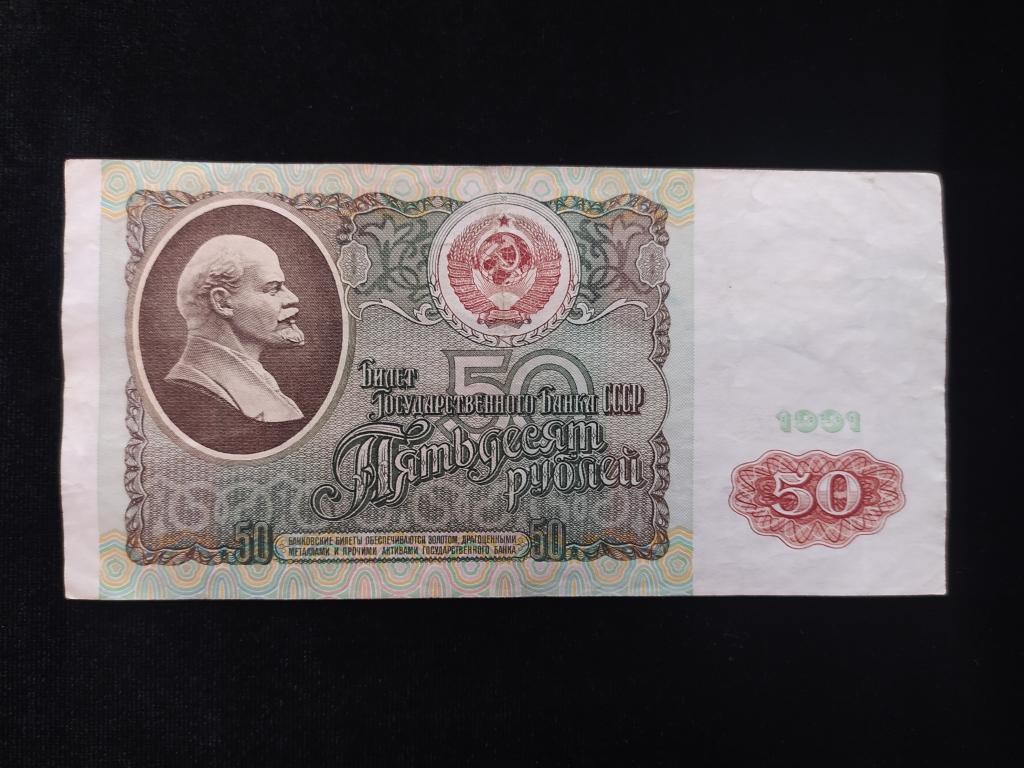 50
Билет
Государственного Банка СССР
Пятьдесят
рублей
50
БАНКОВСКИЕ БИЛЕТЫ ОБЕСПЕЧИВАЮТСЯ ЗОЛОТОМ, ДРАГОЦЕННЫМИ
МЕТАЛЛАМИ И ПРОЧИМИ АКТИВАМИ ГОСУДАРСТВЕННОГО БАНКА
50
1991
50